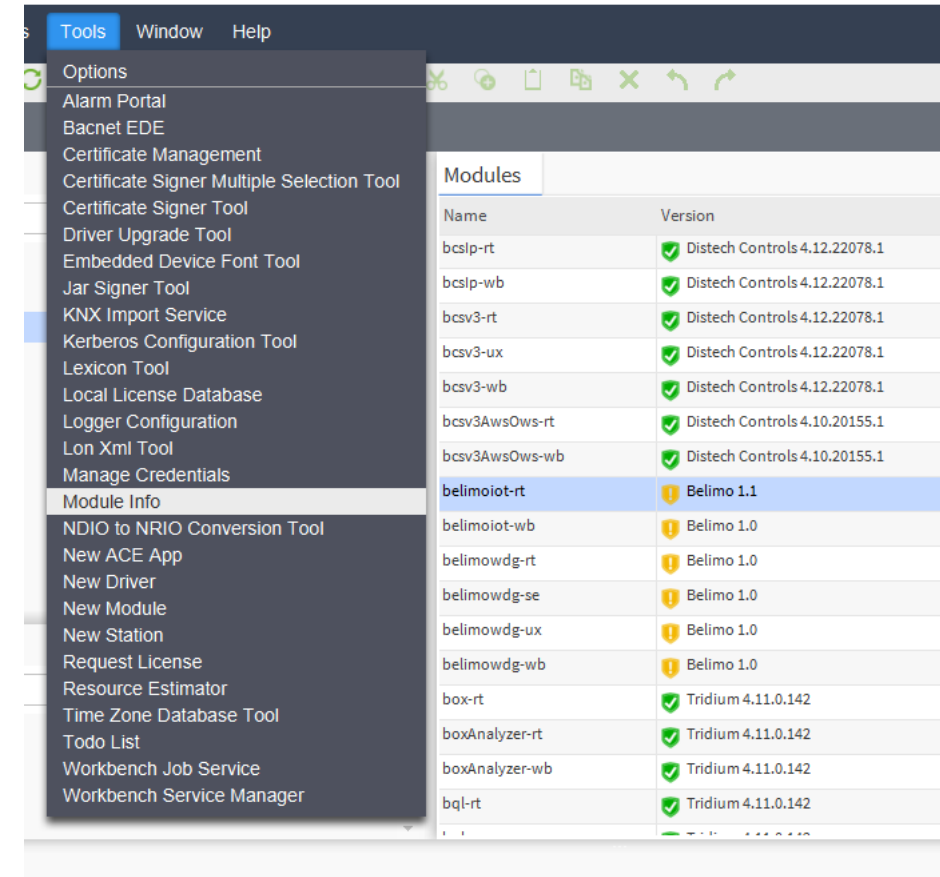 s Tools Window Help
Options
Alarm Portal
Bacnet EDE
Certificate Management
Certificate Signer Multiple Selection Tool
Certificate Signer Tool
Driver Upgrade Tool
Embedded Device Font Tool
Jar Signer Tool
KNX Import Service
Kerberos Configuration Tool
Lexicon Tool
Local License Database
Logger Configuration
Lon Xml Tool
Manage Credentials
Module Info
NDIO to NRIO Conversion Tool
New ACE App
New Driver
New Module
New Station
Request License
Resource Estimator
Time Zone Database Tool
Todo List
Workbench Job Service
Workbench Service Manager
Modules
Name Version
bcsIp-rt Distech Controls 4.12.22078.1
bcsIp-wb Distech Controls 4.12.22078.1
bcsv3-rt Distech Controls 4.12.22078.1
bcsv3-ux Distech Controls 4.12.22078.1
bcsv3-wb Distech Controls 4.12.22078.1
bcsv3AwsOws-rt Distech Controls 4.10.20155.1
bcsv3AwsOws-wb Distech Controls 4.10.20155.1
belimoiot-rt Belimo 1.1
belimoiot-wb Belimo 1.0
belimowdg-rt Belimo 1.0
belimowdg-se Belimo 1.0
belimowdg-ux Belimo 1.0
belimowdg-wb Belimo 1.0
box-rt Tridium 4.11.0.142
boxAnalyzer-rt Tridium 4.11.0.142
boxAnalyzer-wb Tridium 4.11.0.142
bql-rt Tridium 4.11.0.142